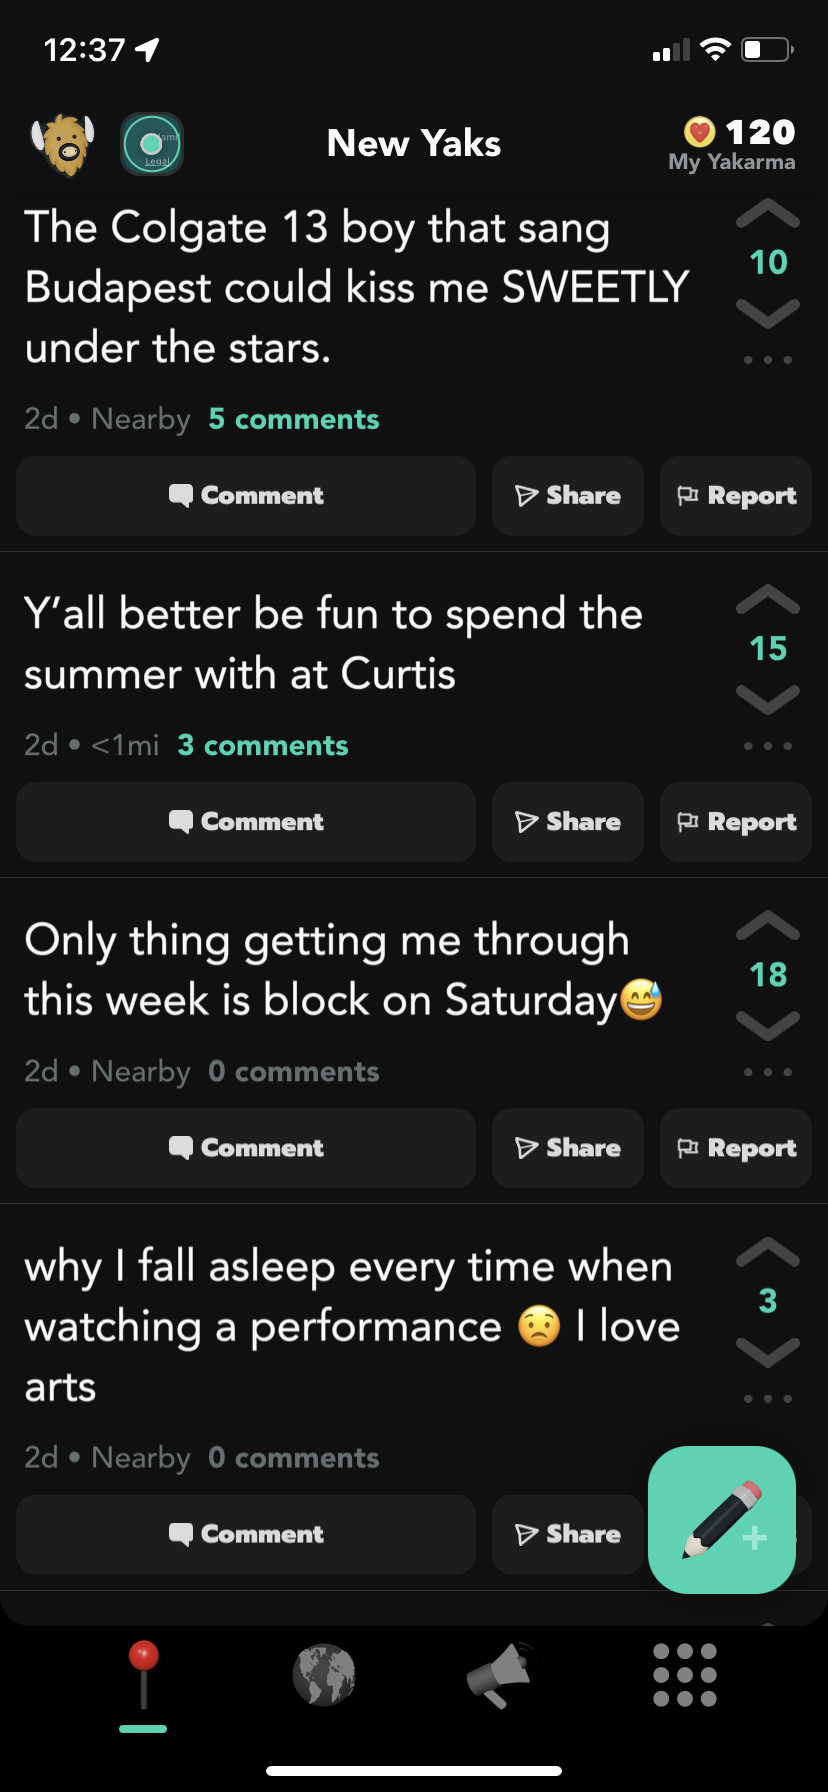 12:37
New Yaks
120
My Yakarma
Legal
The Colgate 13 boy that sang
Budapest could kiss me SWEETLY
under the stars.
10
2d • Nearby 5 comments
Comment Share Report
Y’all better be fun to spend the
summer with at Curtis
15
2d • <1mi 3 comments
Comment Share Report
Only thing getting me through
this week is block on Saturday😅
18
2d • Nearby 0 comments
Comment Share Report
why I fall asleep every time when
watching a performance 😟 I love
arts
3
2d • Nearby 0 comments
Comment Share